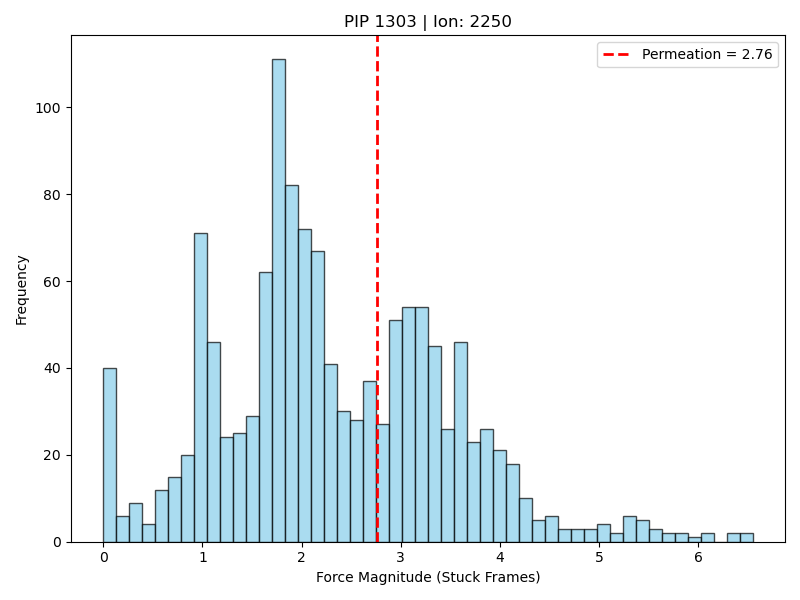 PIP 1303 | Ion: 2250
Permeation = 2.76
Frequency
100
80
60
40
20
0
0 1 2 3 4 5 6
Force Magnitude (Stuck Frames)